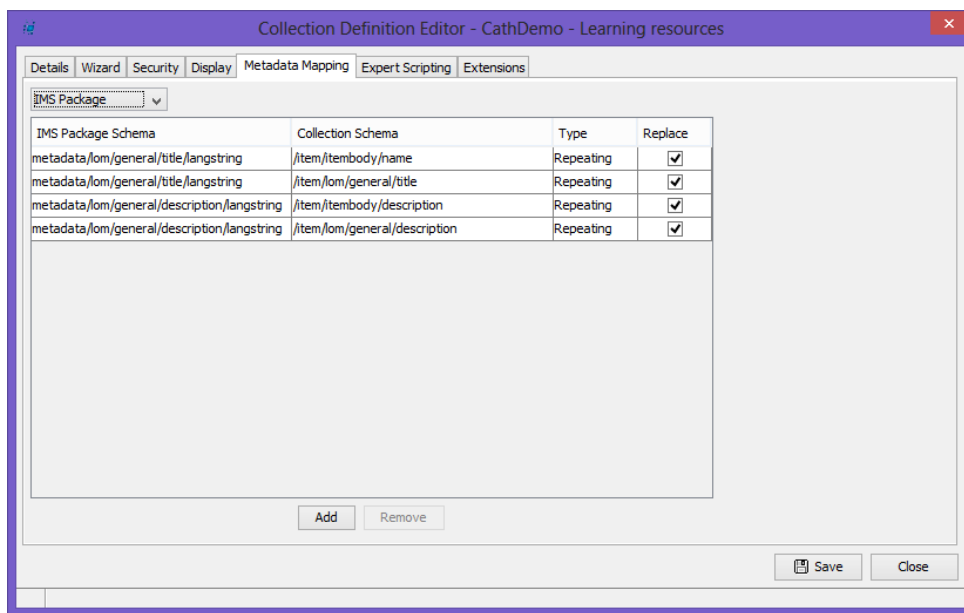 Collection Definition Editor - CathDemo - Learning resources
Details Wizard Security Display Metadata Mapping Expert Scripting Extensions
IMS Package
IMS Package Schema Collection Schema Type Replace
metadata/lom/general/title/langstring /item/itembody/name Repeating
metadata/lom/general/title/langstring /item/lom/general/title Repeating
metadata/lom/general/description/langstring /item/itembody/description Repeating
metadata/lom/general/description/langstring /item/lom/general/description Repeating
Add Remove
Save Close